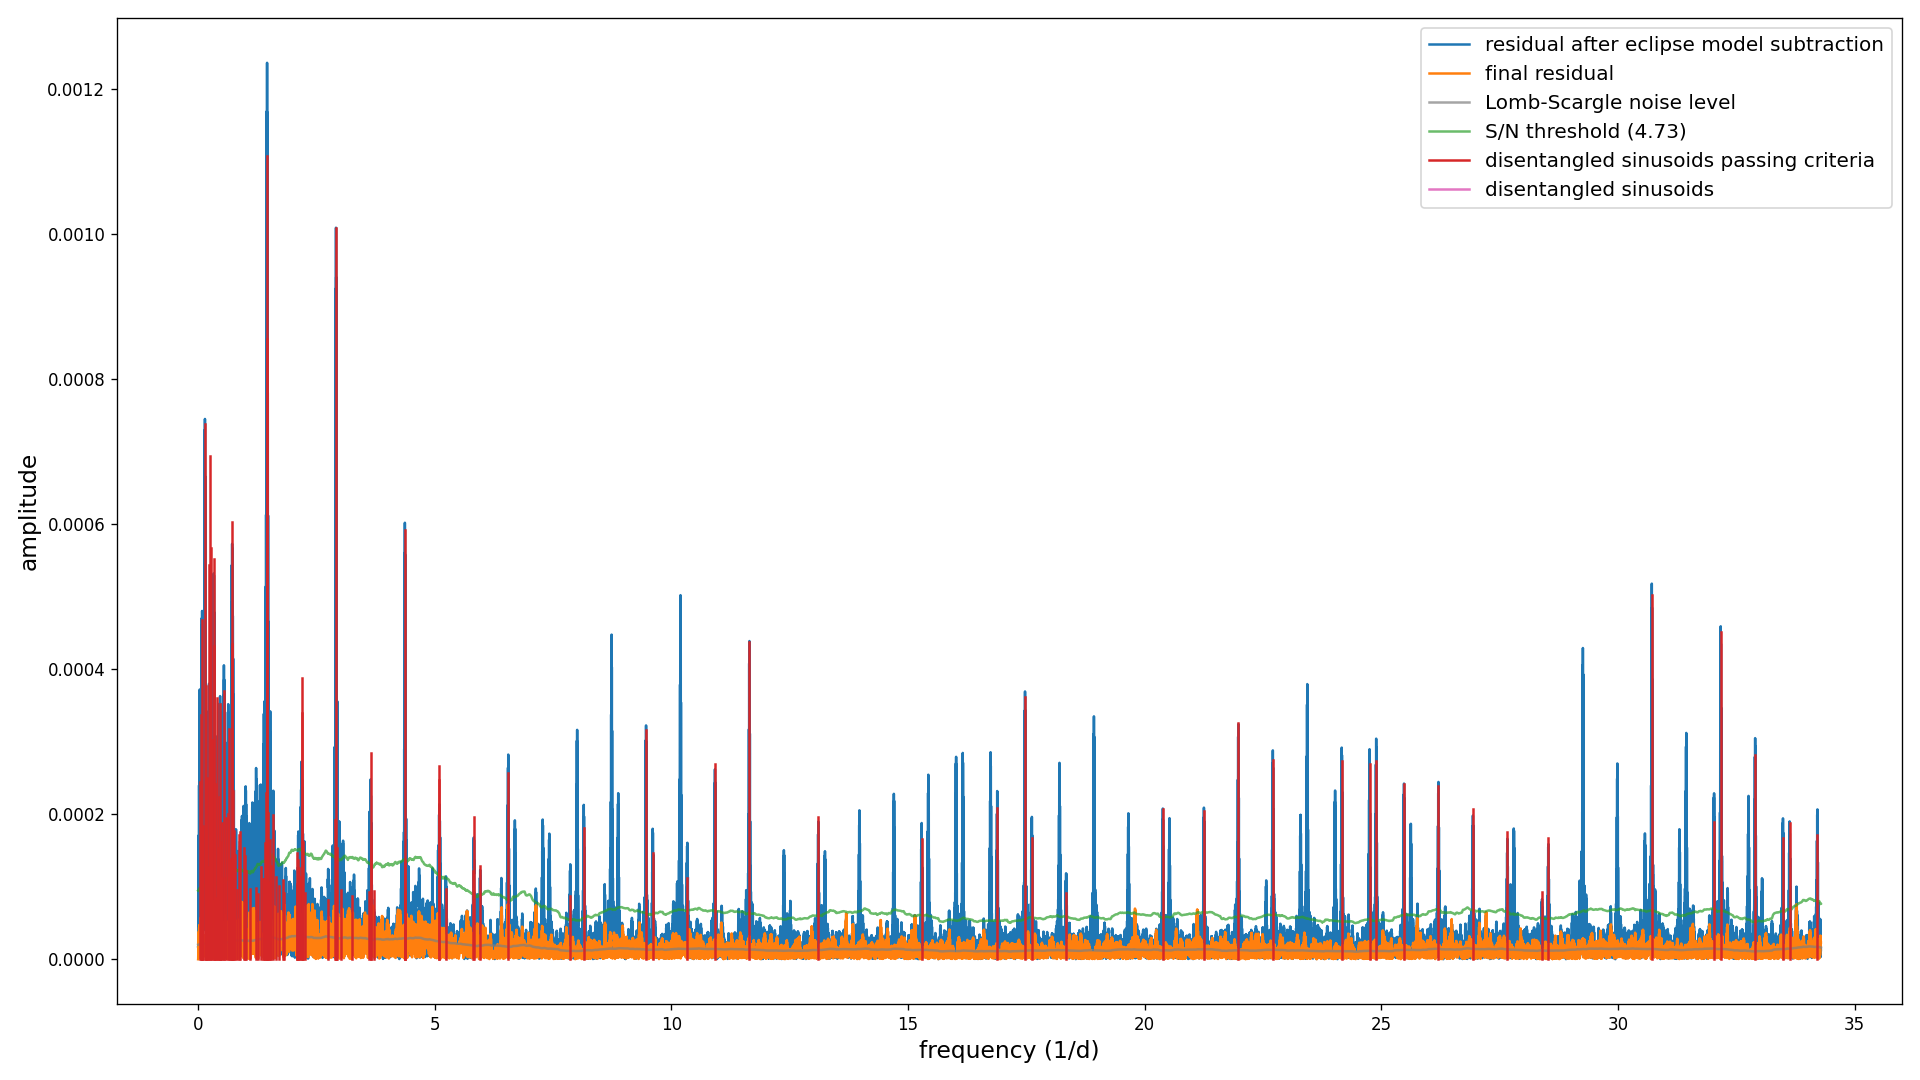 residual after eclipse model subtraction
final residual
Lomb-Scargle noise level
S/N threshold (4.73)
disentangled sinusoids passing criteria
disentangled sinusoids
amplitude
0.0012
0.0010
0.0008
0.0006
0.0004
0.0002
0.0000
0 5 10 15 20 25 30 35
frequency (1/d)